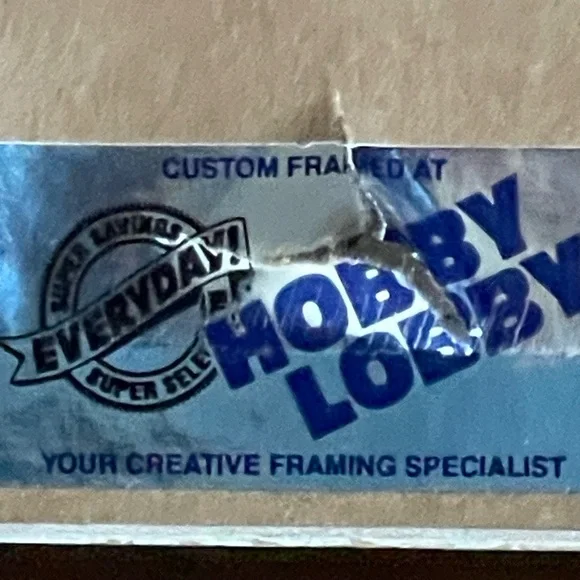 CUSTOM FRAMED AT
SUPER SAVINGS
EVERYDAY!
SUPER SELE
HOBBY
LOBBY
YOUR CREATIVE FRAMING SPECIALIST